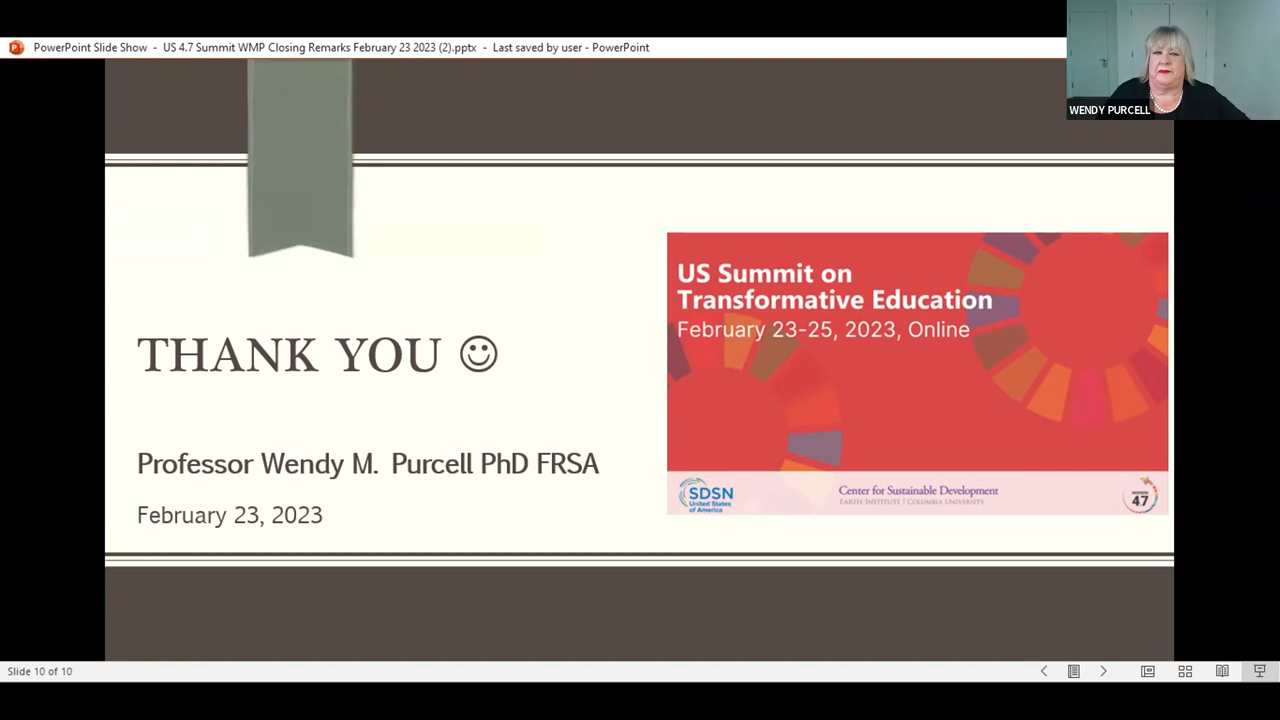 PowerPoint Slide Show - US 4.7 Summit WMP Closing Remarks February 23 2023 (2).pptx - Last saved by user - PowerPoint
WENDY PURCELL
US Summit on
Transformative Education
February 23-25, 2023, Online
THANK YOU ☺
Professor Wendy M. Purcell PhD FRSA
February 23, 2023
SDSN
United States
of America
Center for Sustainable Development
EARTH INSTITUTE | COLUMBIA UNIVERSITY
MISSION
4.7
Slide 10 of 10